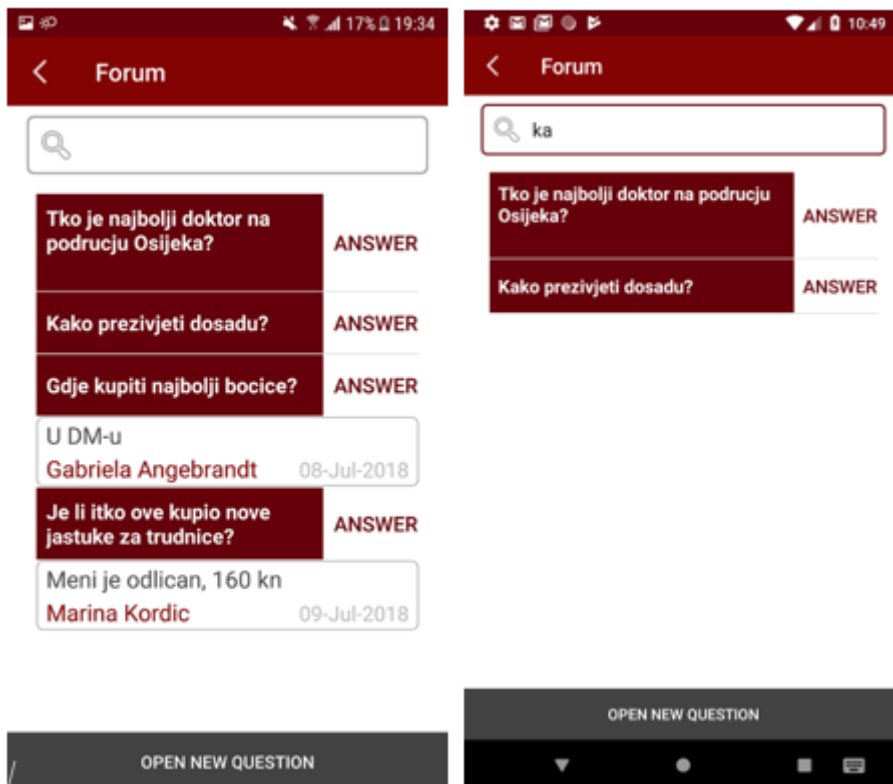 17% 19:34
Forum
Tko je najbolji doktor na
podrucju Osijeka?
ANSWER
Kako prezivjeti dosadu?
ANSWER
Gdje kupiti najbolji bocice?
ANSWER
U DM-u
Gabriela Angebrandt
08-Jul-2018
Je li itko ove kupio nove
jastuke za trudnice?
ANSWER
Meni je odlican, 160 kn
Marina Kordic
09-Jul-2018
OPEN NEW QUESTION
10:49
Forum
ka
Tko je najbolji doktor na podrucju
Osijeka?
ANSWER
Kako prezivjeti dosadu?
ANSWER
OPEN NEW QUESTION